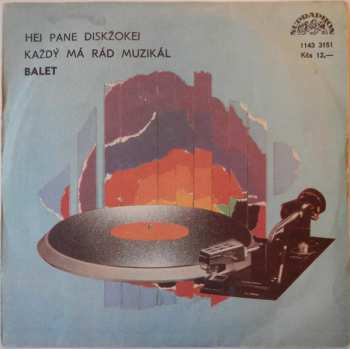 HEJ PANE DISKŽOKEJ
KAŽDÝ MÁ RÁD MUZIKÁL
BALET
SUPRAPHON
1143 3151
Kčs 12,—